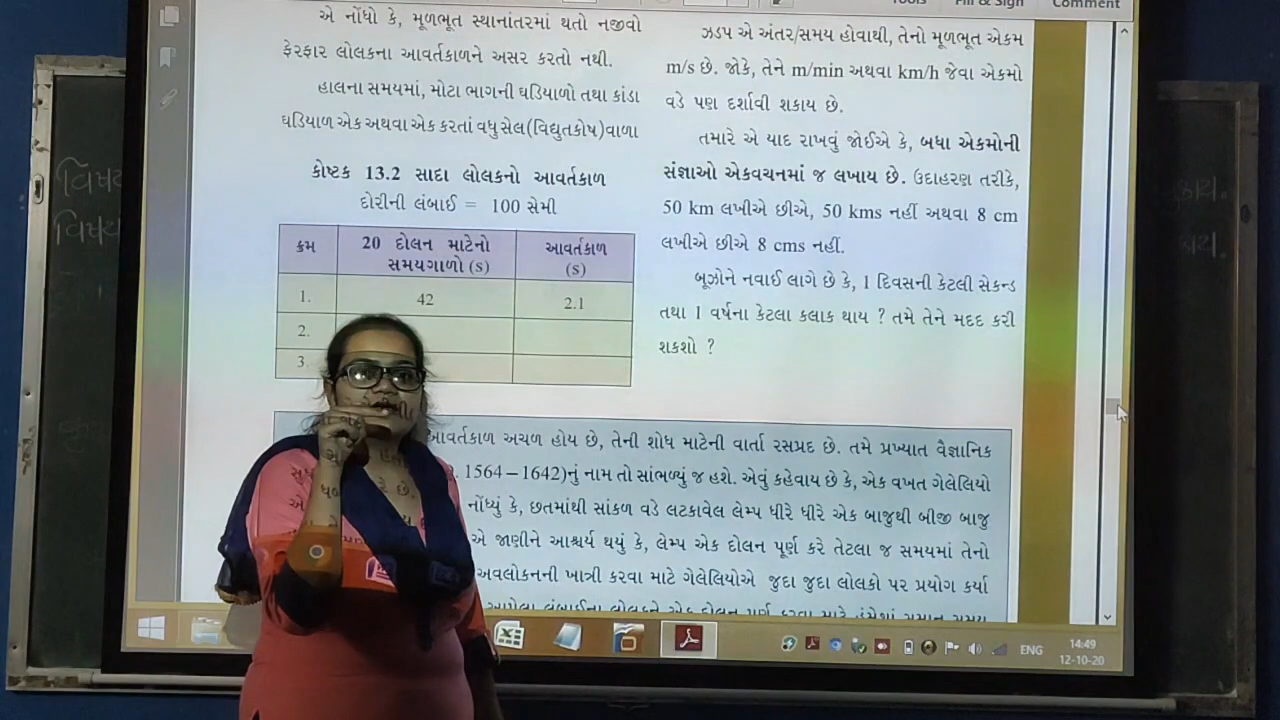 Tools
Fill & Sign
Comment
એ નોંધો કે, મૂળભૂત સ્થાનાંતરમાં થતો નજીવો
ફેરફાર લોલકના આવર્તકાળને અસર કરતો નથી.
હાલના સમયમાં, મોટા ભાગની ઘડિયાળો તથા કાંડા
ઘડિયાળ એક અથવા એક કરતાં વધુ સેલ(વિદ્યુતકોષ)વાળા
કોષ્ટક 13.2 સાદા લોલકનો આવર્તકાળ
દોરીની લંબાઈ = 100 સેમી
ક્રમ
20 દોલન માટેનો
સમયગાળો (s)
આવર્તકાળ
(s)
1. 42 2.1
2.
3.
ઝડપ એ અંતર/સમય હોવાથી, તેનો મૂળભૂત એકમ
m/s છે. જોકે, તેને m/min અથવા km/h જેવા એકમો
વડે પણ દર્શાવી શકાય છે.
તમારે એ યાદ રાખવું જોઈએ કે, બધા એકમોની
સંજ્ઞાઓ એકવચનમાં જ લખાય છે. ઉદાહરણ તરીકે,
50 km લખીએ છીએ, 50 kms નહીં અથવા 8 cm
લખીએ છીએ 8 cms નહીં.
બૂઝોને નવાઈ લાગે છે કે, 1 દિવસની કેટલી સેકન્ડ
તથા 1 વર્ષના કેટલા કલાક થાય ? તમે તેને મદદ કરી
શકશો ?
આવર્તકાળ અચળ હોય છે, તેની શોધ માટેની વાર્તા રસપ્રદ છે. તમે પ્રખ્યાત વૈજ્ઞાનિક
1564 – 1642)નું નામ તો સાંભળ્યું જ હશે. એવું કહેવાય છે કે, એક વખત ગેલેલિયો
નોંધ્યું કે, છતમાંથી સાંકળ વડે લટકાવેલ લેમ્પ ધીરે ધીરે એક બાજુથી બીજી બાજુ
એ જાણીને આશ્ચર્ય થયું કે, લેમ્પ એક દોલન પૂર્ણ કરે તેટલા જ સમયમાં તેનો
અવલોકનની ખાત્રી કરવા માટે ગેલેલિયોએ જુદા જુદા લોલકો પર પ્રયોગ કર્યા
ENG
14:49
12-10-20
વિષય
વિષય